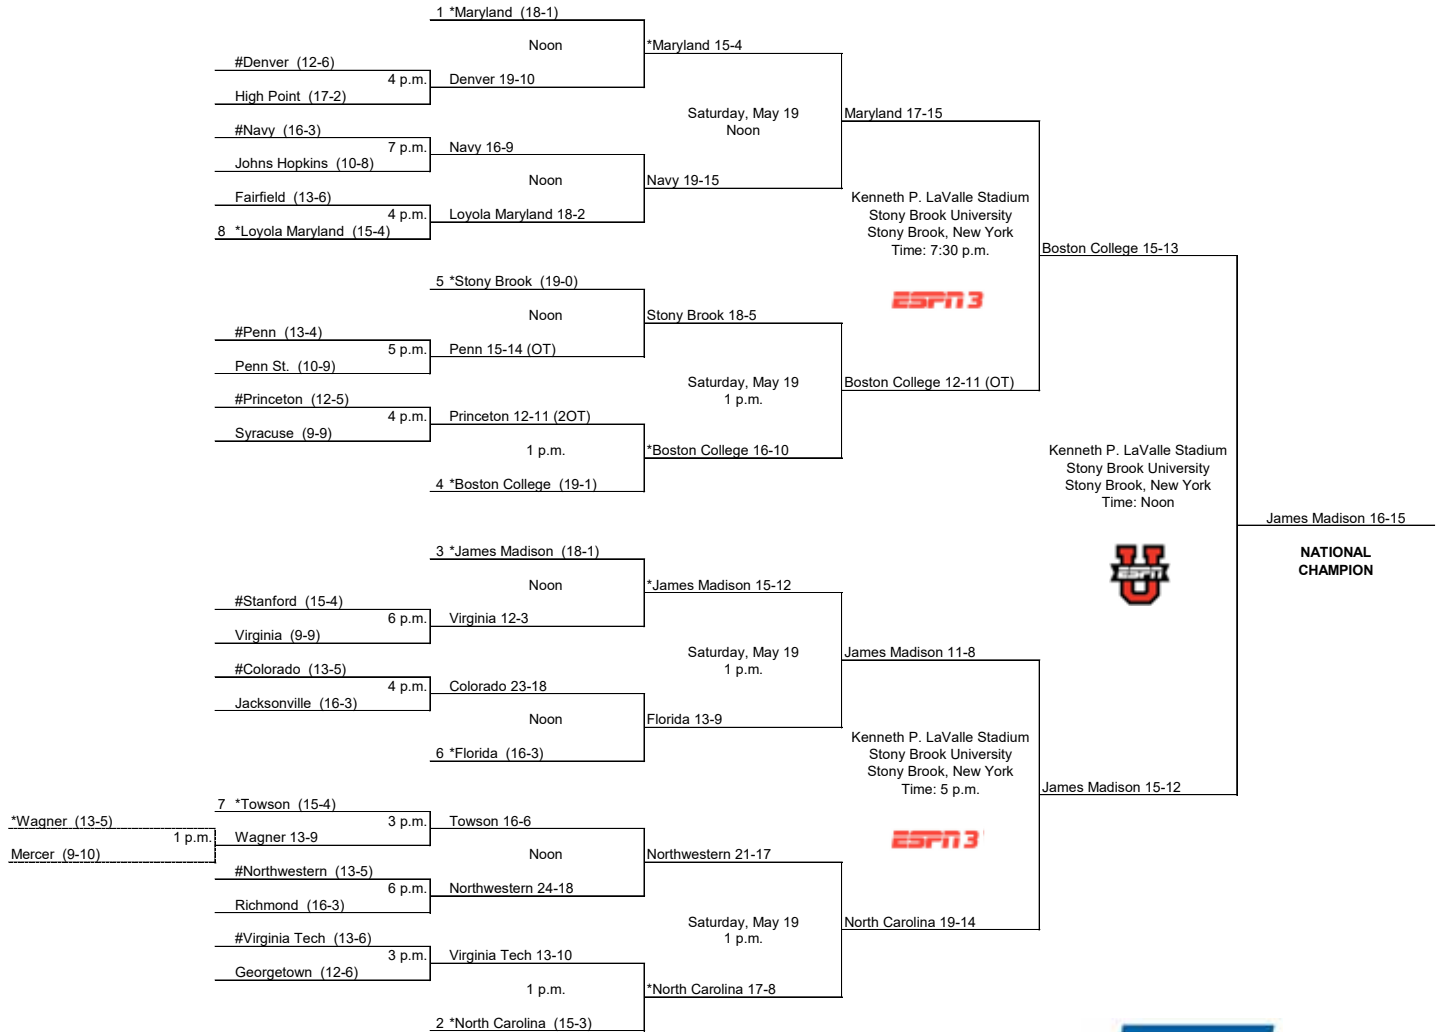 1 *Maryland (18-1)
Noon
*Maryland 15-4
#Denver (12-6)
4 p.m.
Denver 19-10
High Point (17-2)
Saturday, May 19
Noon
Maryland 17-15
#Navy (16-3)
7 p.m.
Navy 16-9
Johns Hopkins (10-8)
Noon
Navy 19-15
Fairfield (13-6)
4 p.m.
Loyola Maryland 18-2
8 *Loyola Maryland (15-4)
Kenneth P. LaValle Stadium
Stony Brook University
Stony Brook, New York
Time: 7:30 p.m.
ESPN 3
Boston College 15-13
5 *Stony Brook (19-0)
Noon
Stony Brook 18-5
#Penn (13-4)
5 p.m.
Penn 15-14 (OT)
Penn St. (10-9)
Saturday, May 19
1 p.m.
Boston College 12-11 (OT)
#Princeton (12-5)
4 p.m.
Princeton 12-11 (2OT)
Syracuse (9-9)
1 p.m.
*Boston College 16-10
4 *Boston College (19-1)
Kenneth P. LaValle Stadium
Stony Brook University
Stony Brook, New York
Time: Noon
James Madison 16-15
NATIONAL
CHAMPION
U
ESPN
3 *James Madison (18-1)
Noon
*James Madison 15-12
#Stanford (15-4)
6 p.m.
Virginia 12-3
Virginia (9-9)
Saturday, May 19
1 p.m.
James Madison 11-8
#Colorado (13-5)
4 p.m.
Colorado 23-18
Jacksonville (16-3)
Noon
Florida 13-9
6 *Florida (16-3)
Kenneth P. LaValle Stadium
Stony Brook University
Stony Brook, New York
Time: 5 p.m.
ESPN 3
James Madison 15-12
7 *Towson (15-4)
3 p.m.
Towson 16-6
*Wagner (13-5)
1 p.m.
Wagner 13-9
Mercer (9-10)
Noon
Northwestern 21-17
#Northwestern (13-5)
6 p.m.
Northwestern 24-18
Richmond (16-3)
Saturday, May 19
1 p.m.
North Carolina 19-14
#Virginia Tech (13-6)
3 p.m.
Virginia Tech 13-10
Georgetown (12-6)
1 p.m.
*North Carolina 17-8
2 *North Carolina (15-3)